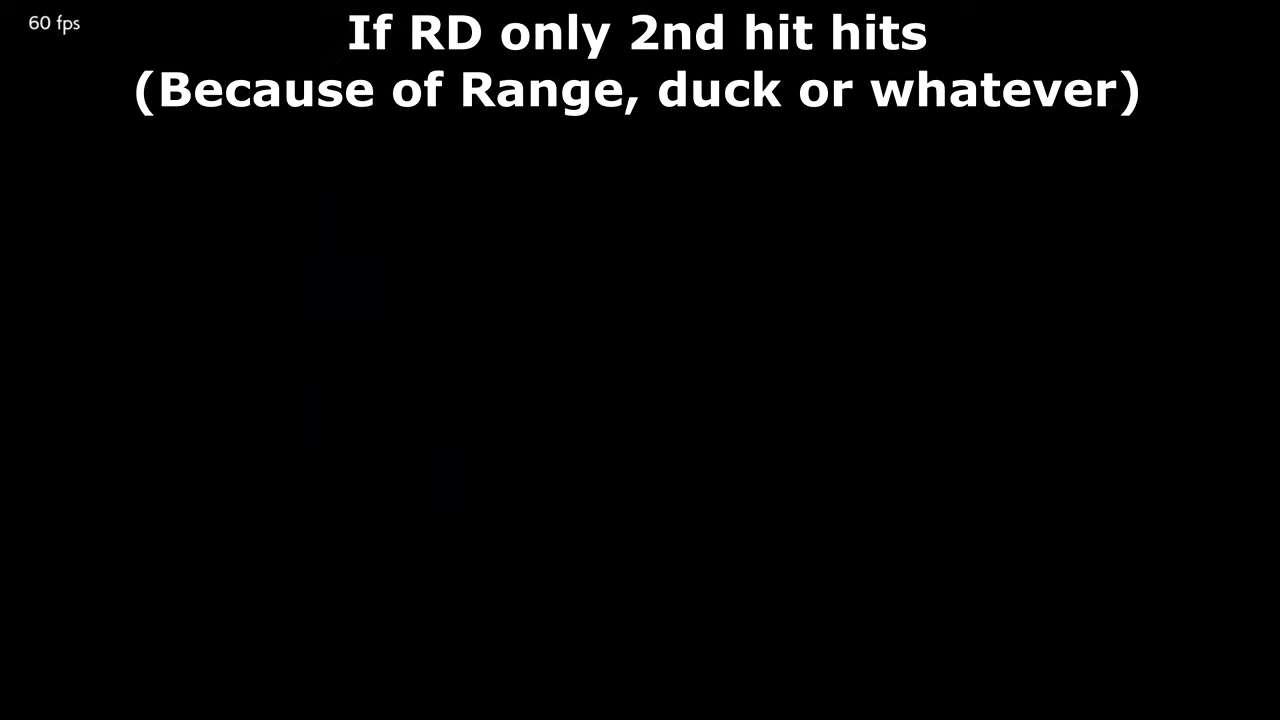 60 fps
If RD only 2nd hit hits
(Because of Range, duck or whatever)